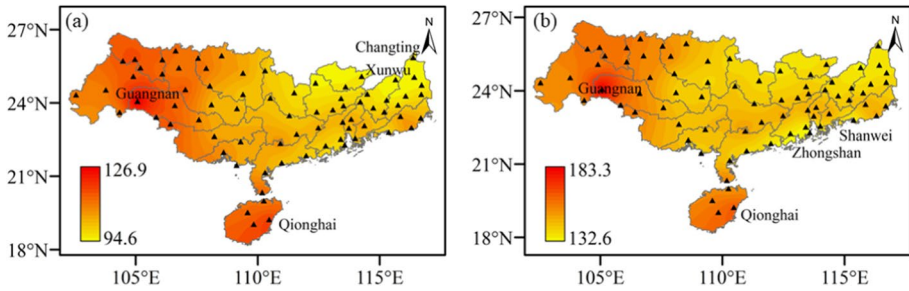 (a)
N
27°N
24°N
21°N
18°N
Changting
Xunwu
Guangnan
Qionghai
126.9
94.6
105°E
110°E
115°E
(b)
N
27°N
24°N
21°N
18°N
Guangnan
Shanwei
Zhongshan
Qionghai
183.3
132.6
105°E
110°E
115°E